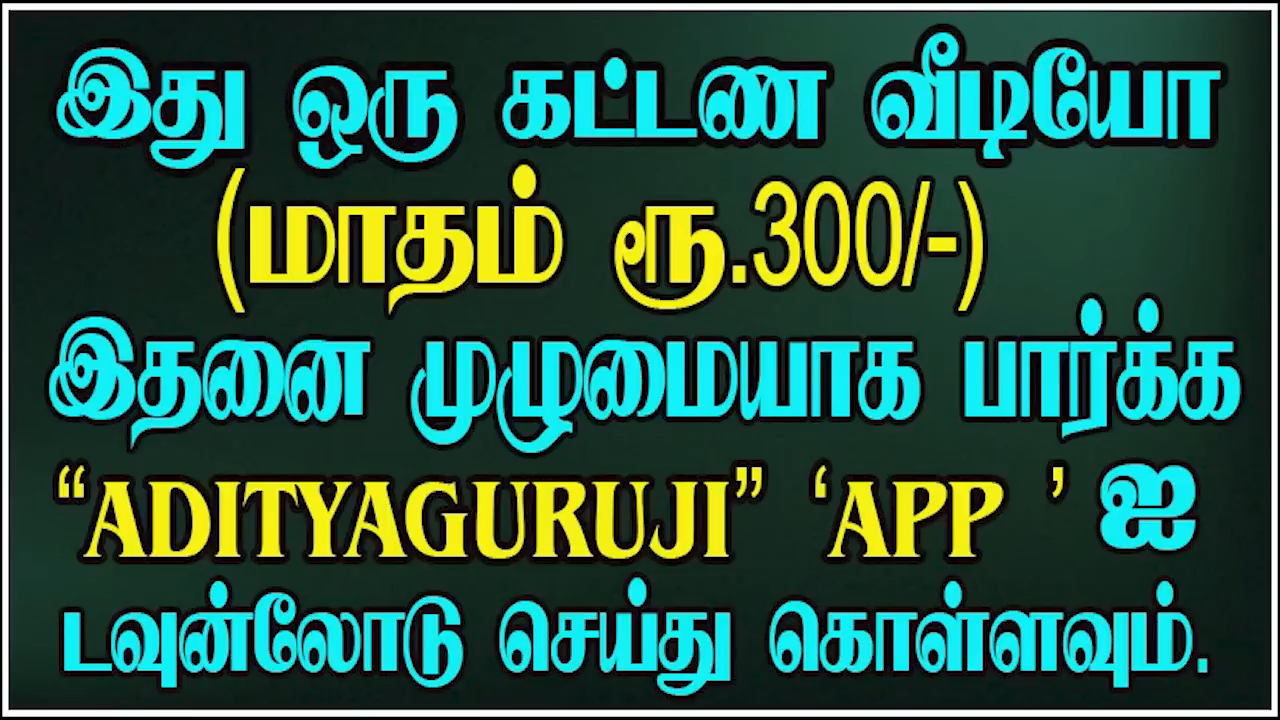 இது ஒரு கட்டண வீடியோ
(மாதம் ரூ.300/-)
இதனை முழுமையாக பார்க்க
“ADITYAGURUJI” ‘APP ’ ஐ
டவுன்லோடு செய்து கொள்ளவும்.